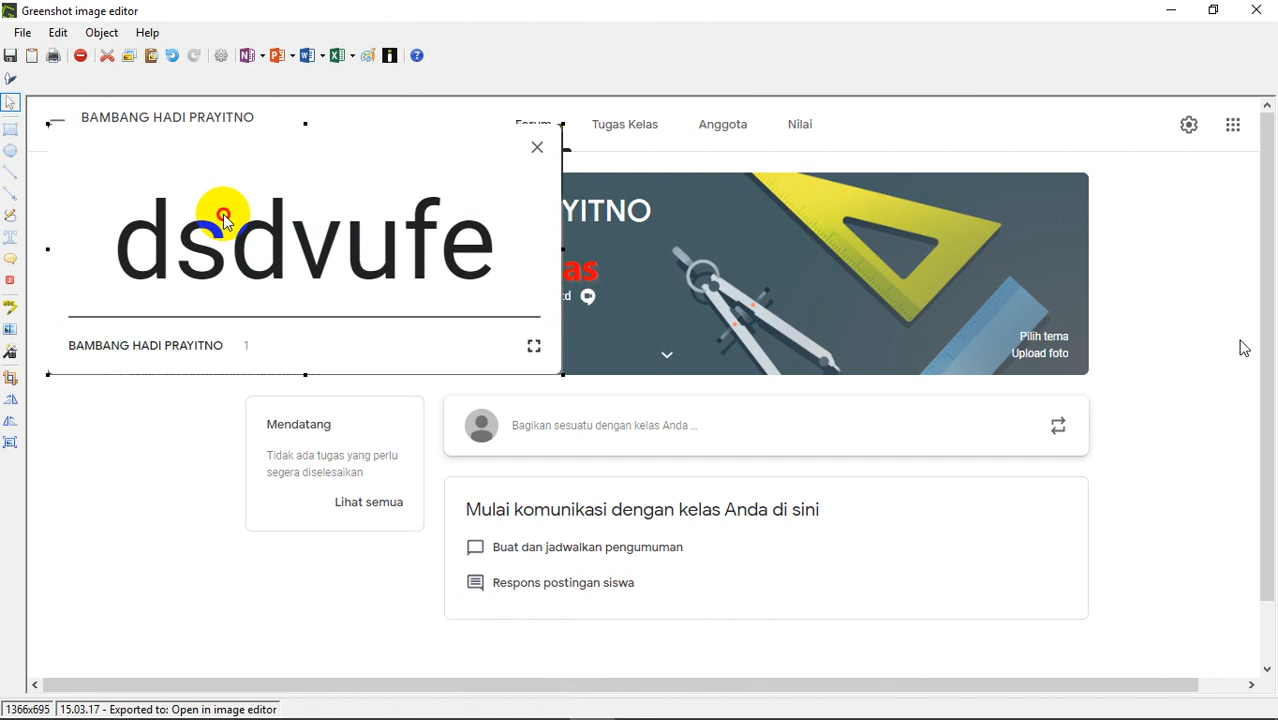 Greenshot image editor
File Edit Object Help
BAMBANG HADI PRAYITNO
Forum Tugas Kelas Anggota Nilai
dsdvufe
YITNO
as
BAMBANG HADI PRAYITNO 1
Pilih tema
Upload foto
Mendatang
Tidak ada tugas yang perlu
segera diselesaikan
Lihat semua
Bagikan sesuatu dengan kelas Anda ...
Mulai komunikasi dengan kelas Anda di sini
Buat dan jadwalkan pengumuman
Respons postingan siswa
1366x695 15.03.17 - Exported to: Open in image editor